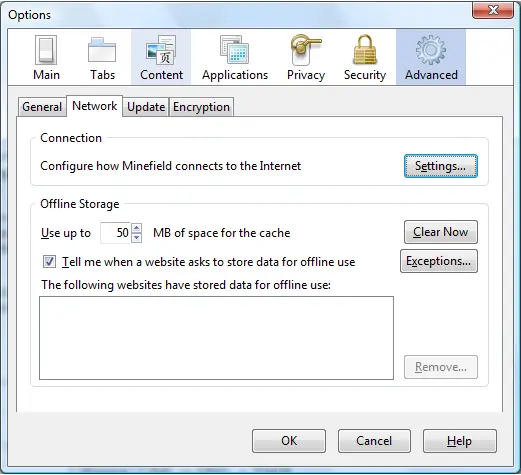 Options
Main Tabs Content Applications Privacy Security Advanced
General Network Update Encryption
Connection
Configure how Minefield connects to the Internet Settings...
Offline Storage
Use up to 50 MB of space for the cache Clear Now
Tell me when a website asks to store data for offline use Exceptions...
The following websites have stored data for offline use:
Remove...
OK Cancel Help